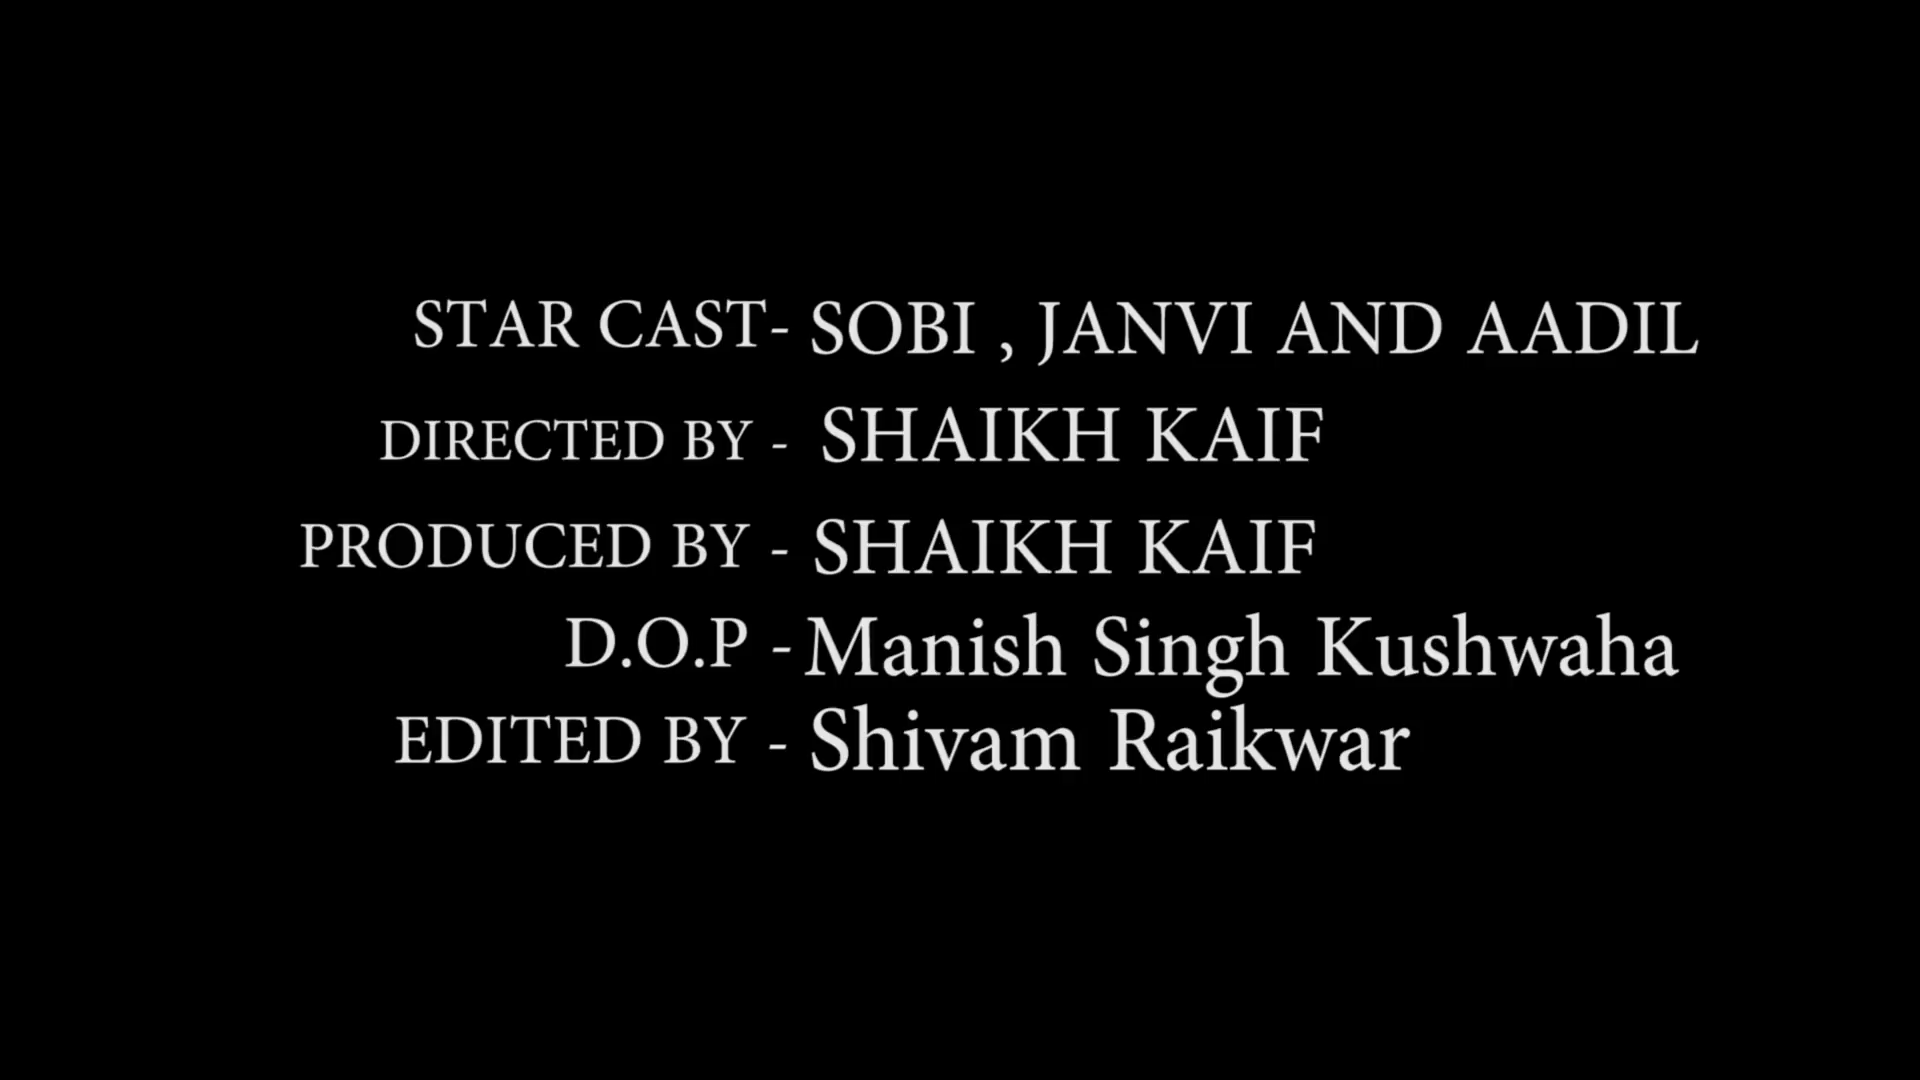 STAR CAST- SOBI , JANVI AND AADIL
DIRECTED BY - SHAIKH KAIF
PRODUCED BY - SHAIKH KAIF
D.O.P - Manish Singh Kushwaha
EDITED BY - Shivam Raikwar